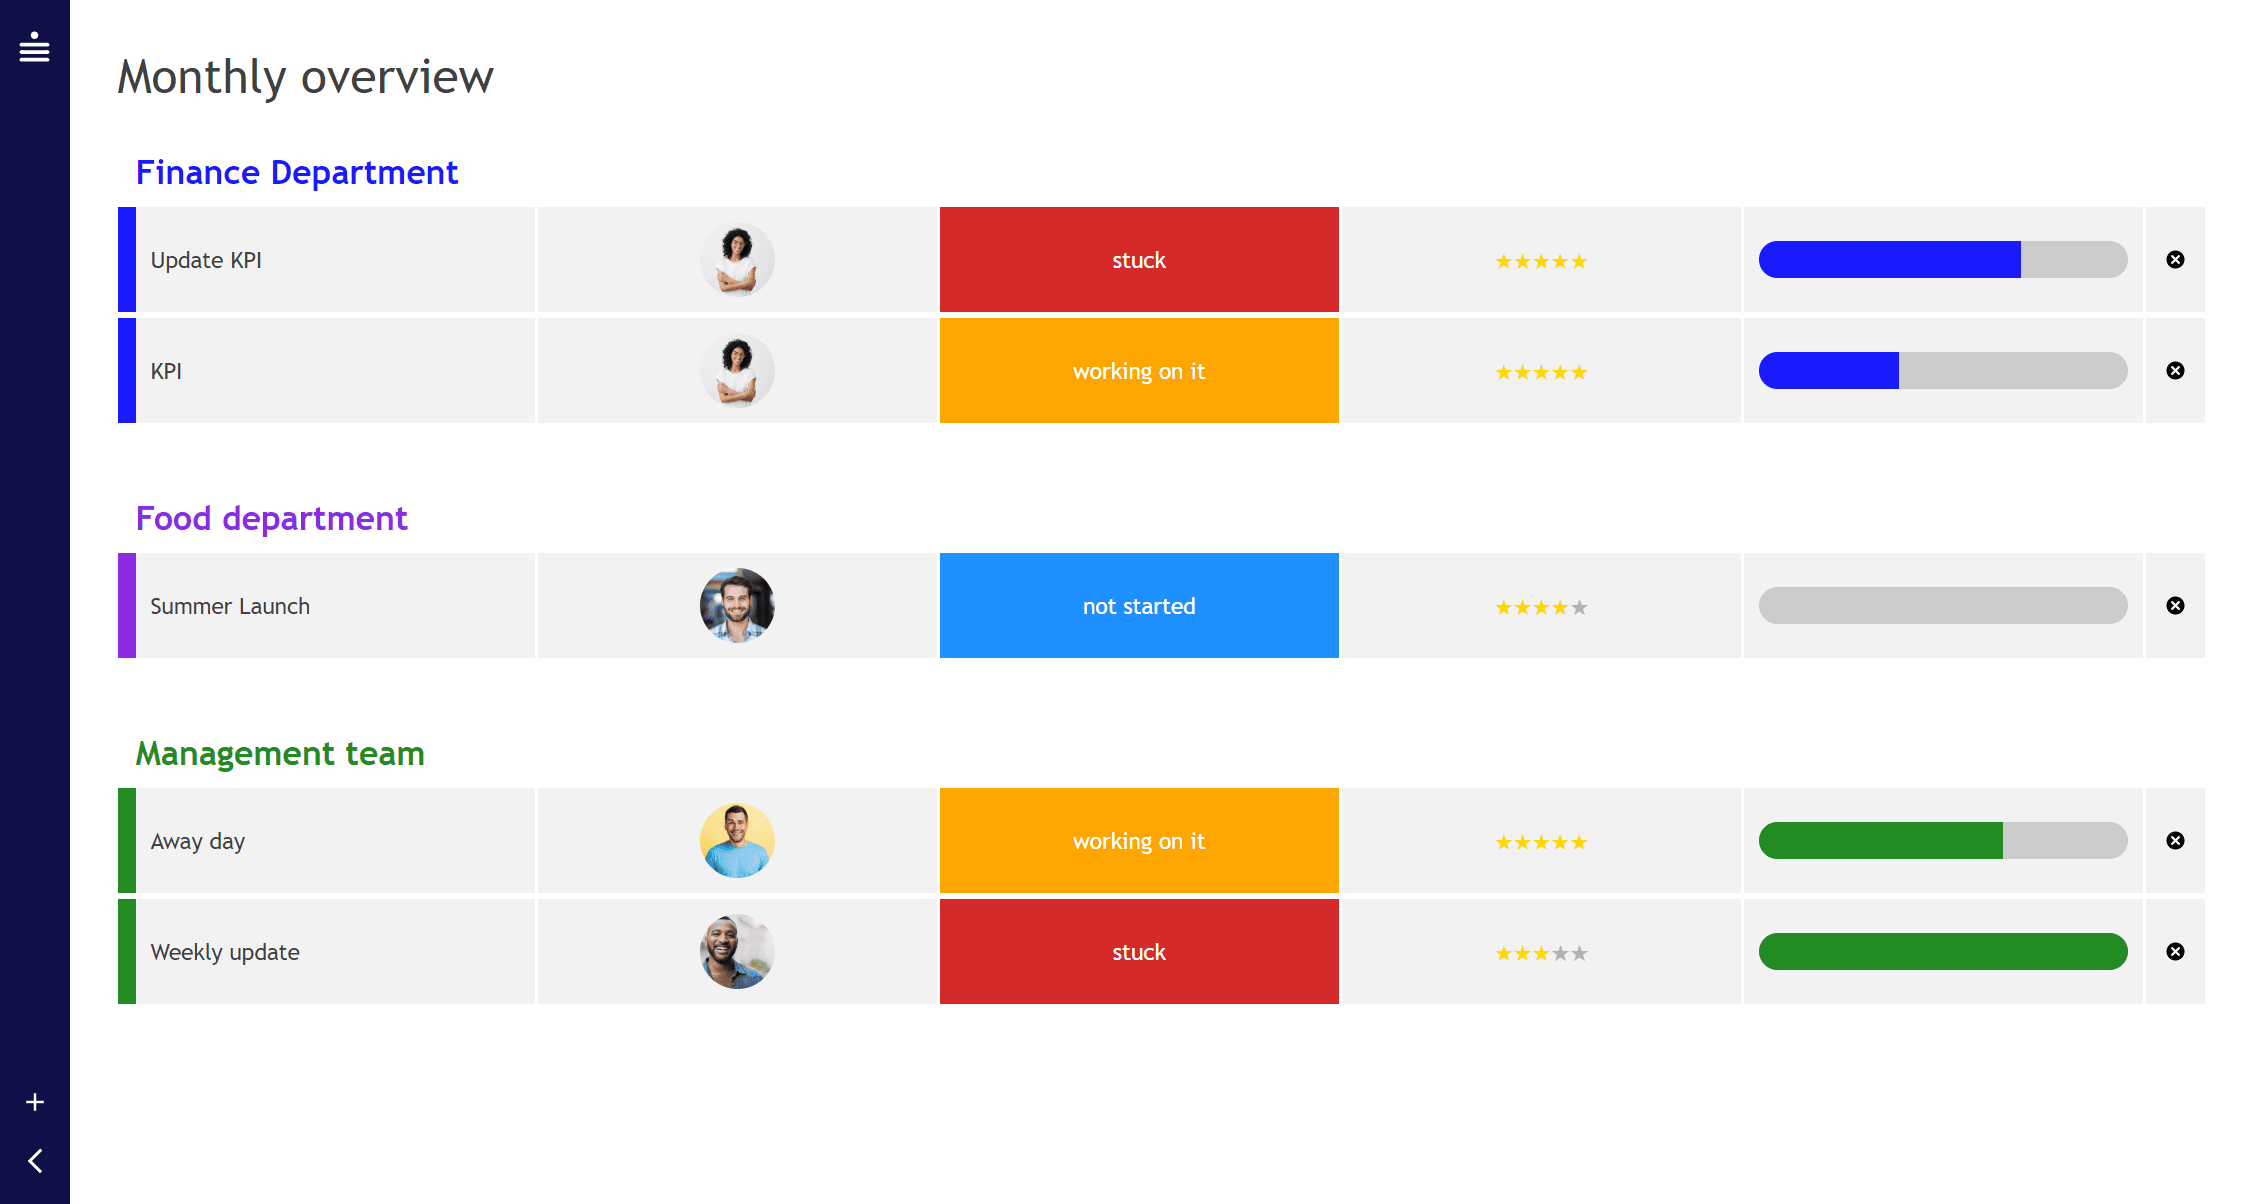 Monthly overview
Finance Department
Update KPI
stuck
KPI
working on it
Food department
Summer Launch
not started
Management team
Away day
working on it
Weekly update
stuck